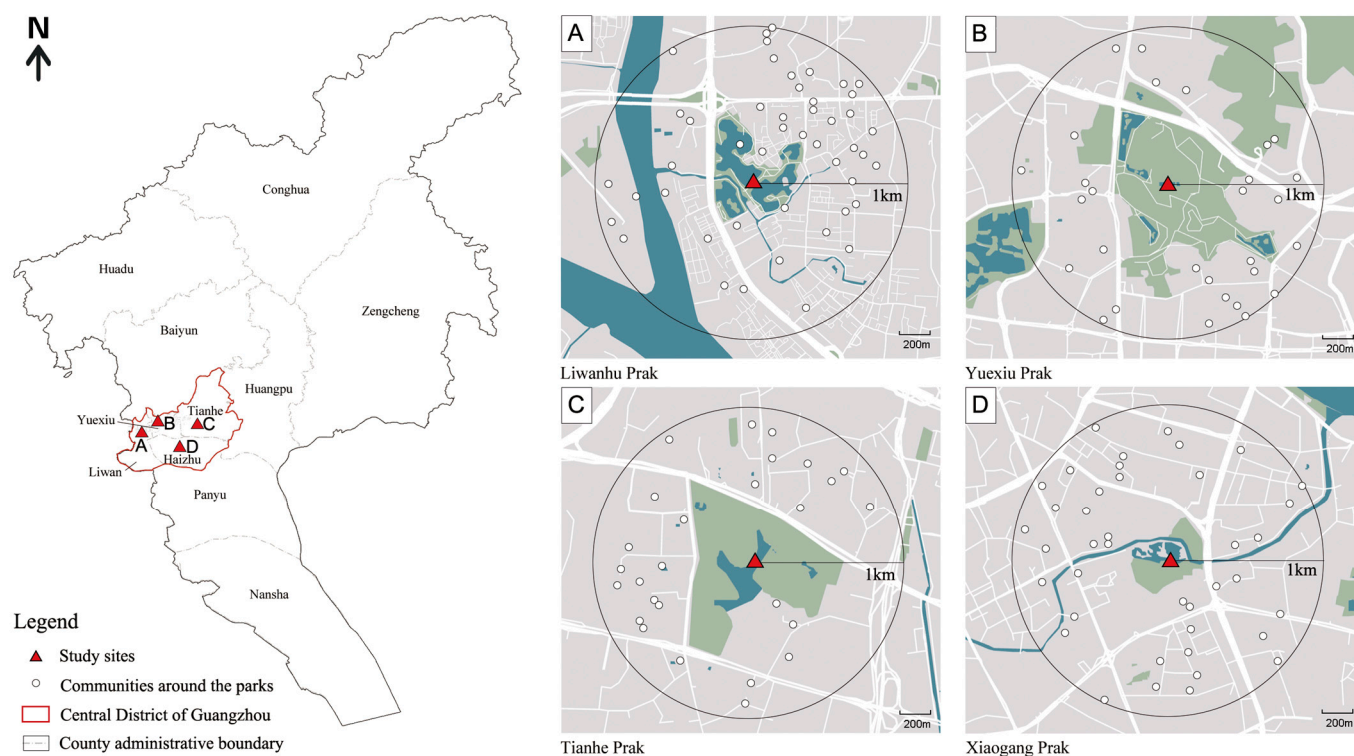 N
Conghua
Huadu
Zengcheng
Baiyun
Huangpu
Tianhe
Yuexiu
B
C
A
D
Haizhu
Liwan
Panyu
Nansha
Legend
Study sites
Communities around the parks
Central District of Guangzhou
County administrative boundary
A
1km
200m
Liwanhu Prak
B
1km
200m
Yuexiu Prak
C
1km
200m
Tianhe Prak
D
1km
200m
Xiaogang Prak